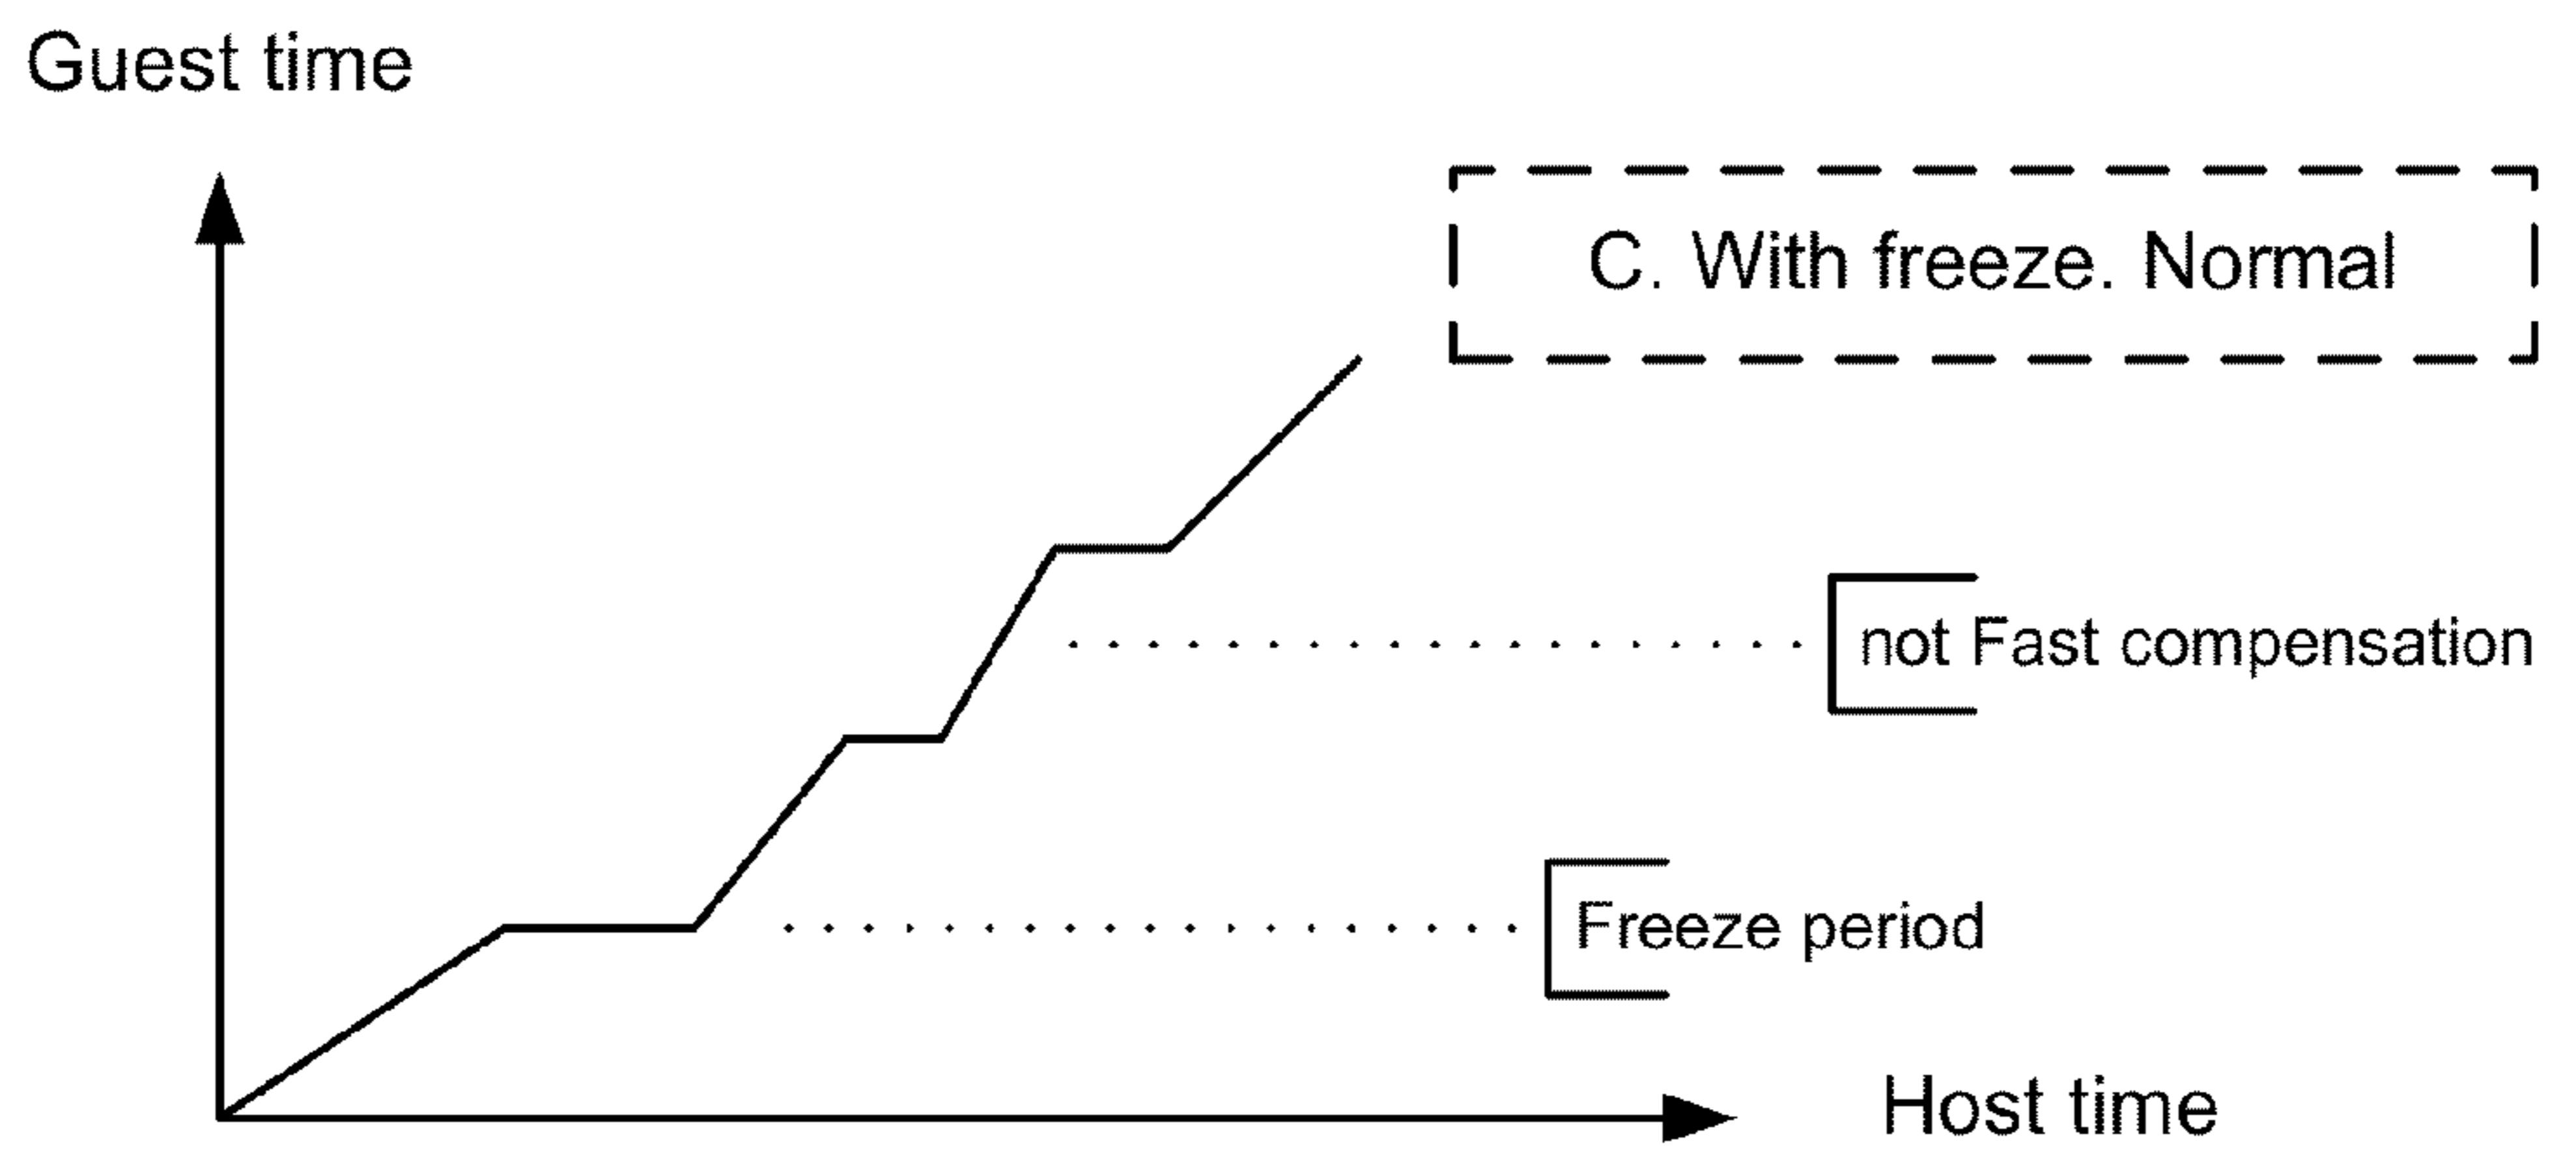 Guest time
C. With freeze. Normal
not Fast compensation
Freeze period
Host time